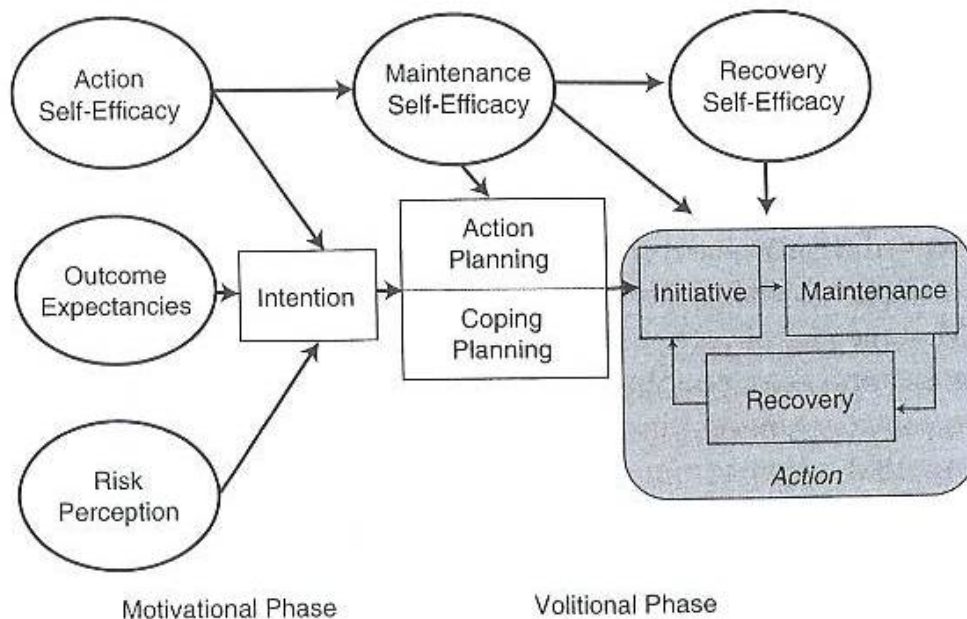 Action
Self-Efficacy
Maintenance
Self-Efficacy
Recovery
Self-Efficacy
Outcome
Expectancies
Intention
Action
Planning
Coping
Planning
Initiative
Maintenance
Recovery
Action
Risk
Perception
Motivational Phase
Volitional Phase